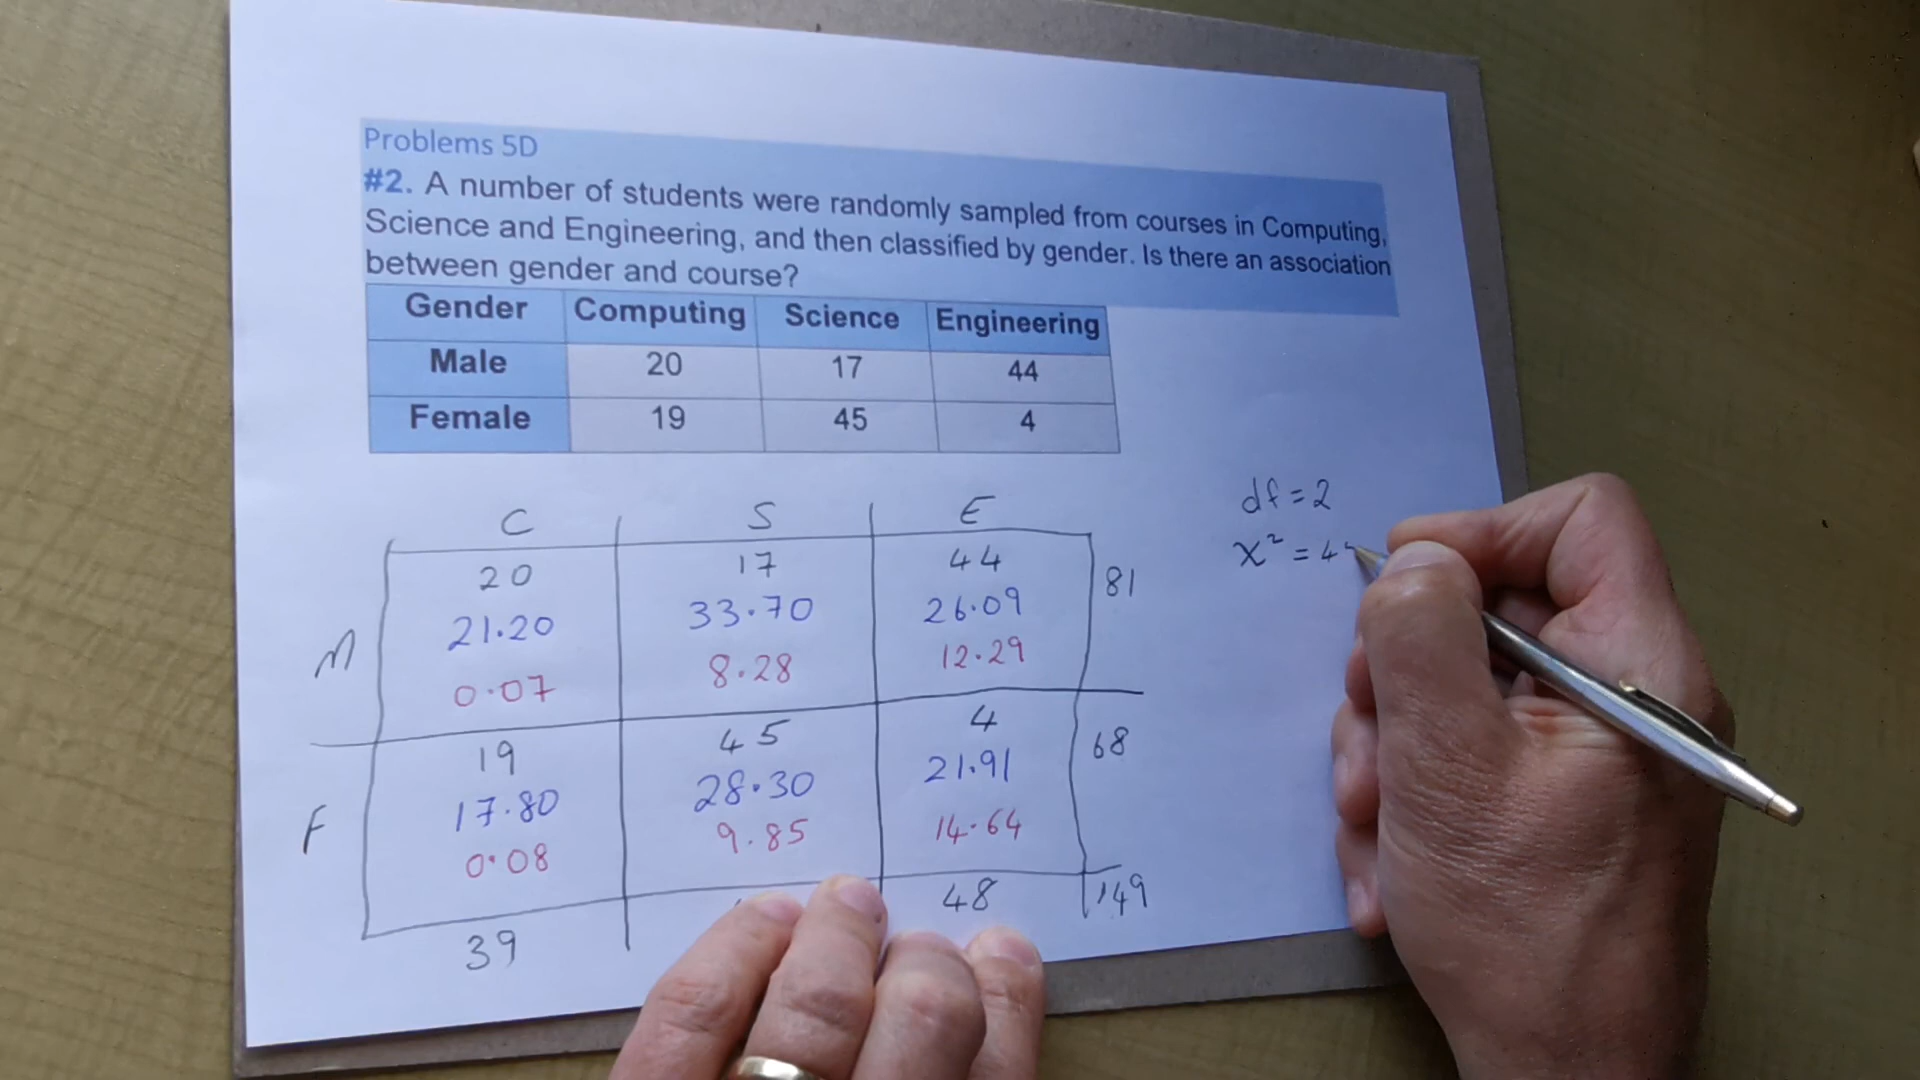 Problems 5D
#2. A number of students were randomly sampled from courses in Computing,
Science and Engineering, and then classified by gender. Is there an association
between gender and course?
Gender Computing Science Engineering
Male 20 17 44
Female 19 45 4
df = 2
χ² = 4
C S E
20 17 44
21.20 33.70 26.09 81
M 0.07 8.28 12.29
19 45 4
17.80 28.30 21.91 68
F 0.08 9.85 14.64
39 48 149